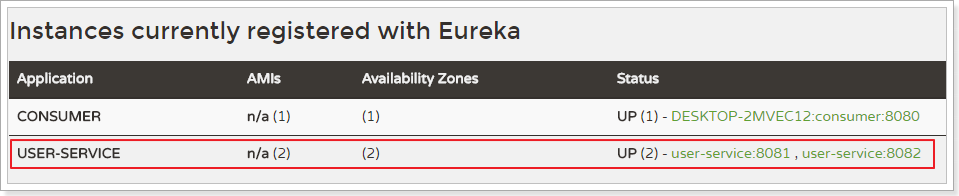 Instances currently registered with Eureka
Application AMIs Availability Zones Status
CONSUMER n/a (1) (1) UP (1) - DESKTOP-2MVEC12:consumer:8080
USER-SERVICE n/a (2) (2) UP (2) - user-service:8081 , user-service:8082